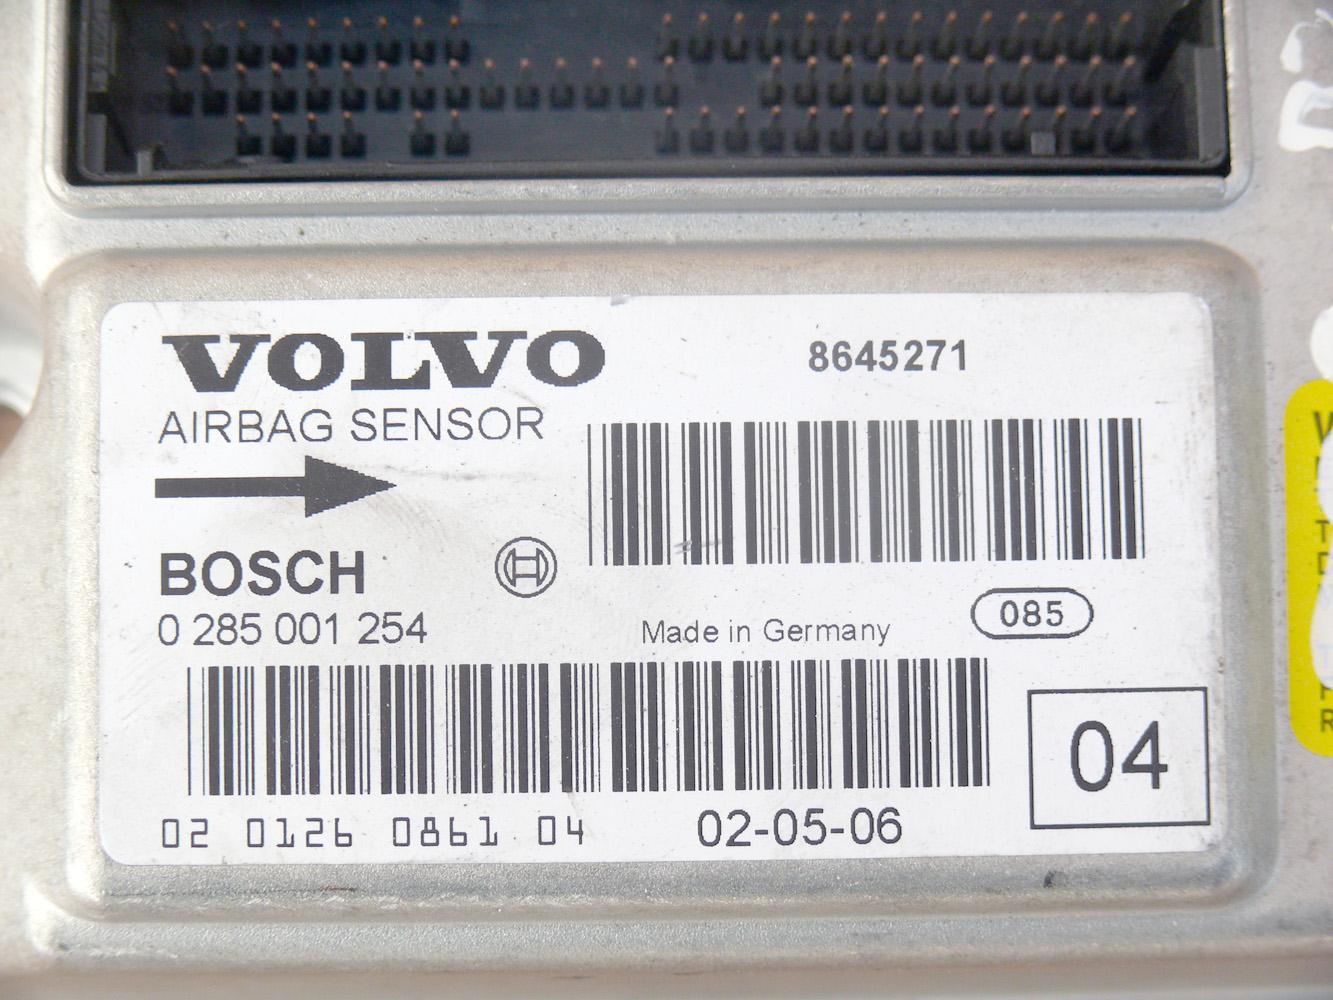 VOLVO
8645271
AIRBAG SENSOR
BOSCH
0 285 001 254
Made in Germany
085
04
02 0126 0861 04
02-05-06